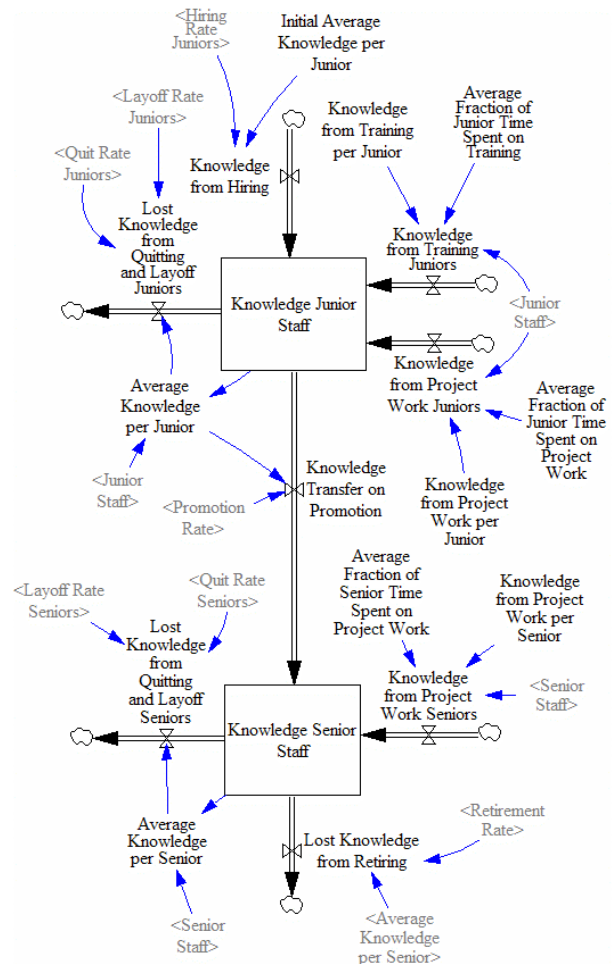 <Hiring
Rate
Juniors>
Initial Average
Knowledge per
Junior
<Layoff Rate
Juniors>
<Quit Rate
Juniors>
Knowledge
from Hiring
Knowledge
from Training
per Junior
Average
Fraction of
Junior Time
Spent on
Training
Lost
Knowledge
from
Quitting
and Layoff
Juniors
Knowledge
from Training
Juniors
Knowledge Junior
Staff
<Junior
Staff>
Knowledge
from Project
Work Juniors
Average
Fraction of
Junior Time
Spent on
Project
Work
Average
Knowledge
per Junior
<Junior
Staff>
Knowledge
Transfer on
Promotion
<Promotion
Rate>
Knowledge
from Project
Work per
Junior
Average
Fraction of
Senior Time
Spent on
Project Work
Knowledge
from Project
Work per
Senior
<Layoff Rate
Seniors>
<Quit Rate
Seniors>
Lost
Knowledge
from
Quitting
and Layoff
Seniors
Knowledge
from Project
Work Seniors
<Senior
Staff>
Knowledge Senior
Staff
Average
Knowledge
per Senior
Lost Knowledge
from Retiring
<Retirement
Rate>
<Senior
Staff>
<Average
Knowledge
per Senior>